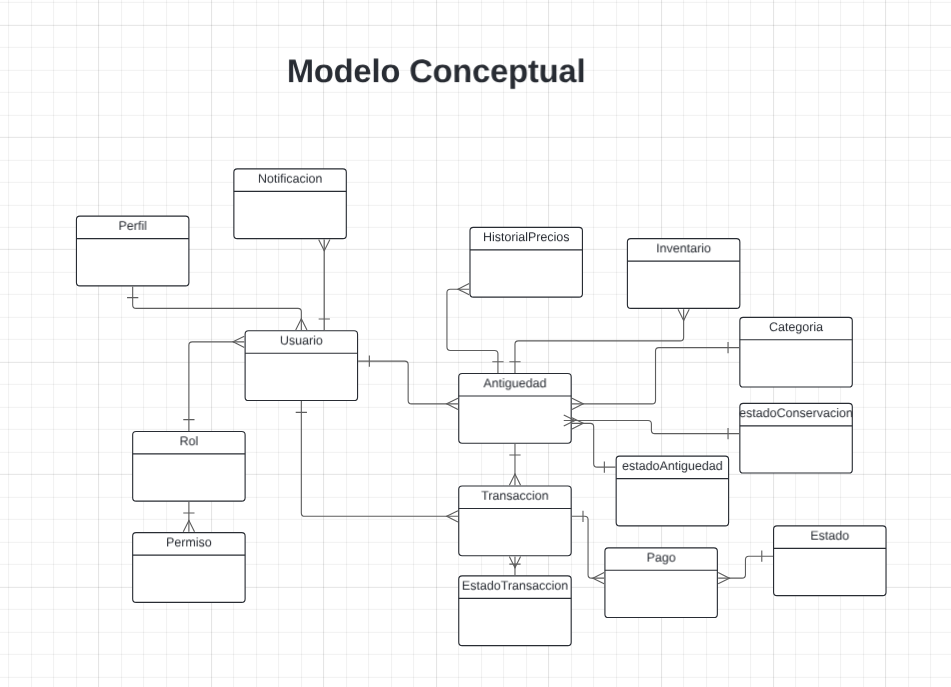 Modelo Conceptual
Notificacion
Perfil
HistorialPrecios
Inventario
Categoria
Usuario
Antiguedad
estadoConservacion
Rol
estadoAntiguedad
Transaccion
Permiso
Estado
Pago
EstadoTransaccion